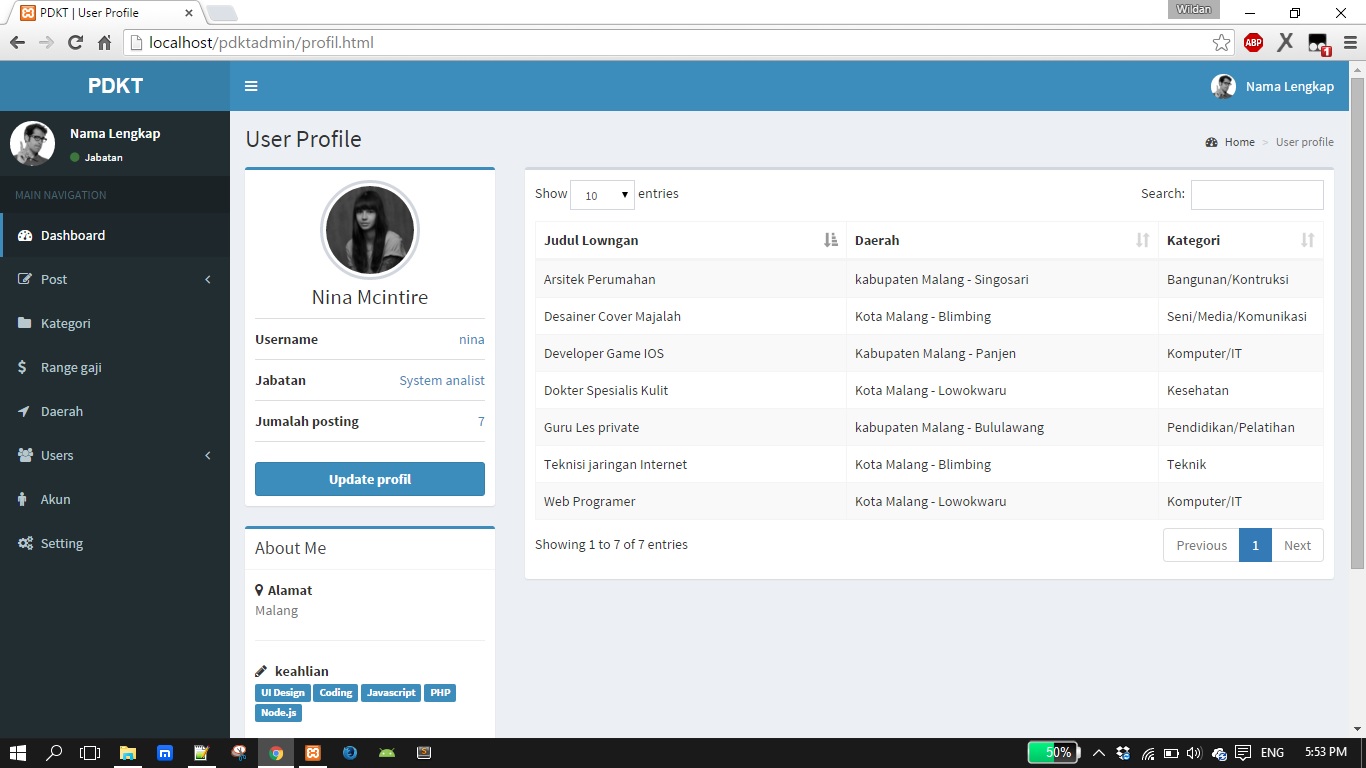 PDKT | User Profile
Wildan
localhost/pdktadmin/profil.html
ABP
1
PDKT
Nama Lengkap
Nama Lengkap
Jabatan
MAIN NAVIGATION
Dashboard
Post
Kategori
Range gaji
Daerah
Users
Akun
Setting
User Profile
Home > User profile
Nina Mcintire
Username nina
Jabatan System analist
Jumalah posting 7
Update profil
About Me
Alamat
Malang
keahlian
UI Design Coding Javascript PHP
Node.js
Show 10 entries Search:
Judul Lowngan Daerah Kategori
Arsitek Perumahan kabupaten Malang - Singosari Bangunan/Kontruksi
Desainer Cover Majalah Kota Malang - Blimbing Seni/Media/Komunikasi
Developer Game IOS Kabupaten Malang - Panjen Komputer/IT
Dokter Spesialis Kulit Kota Malang - Lowokwaru Kesehatan
Guru Les private kabupaten Malang - Bululawang Pendidikan/Pelatihan
Teknisi jaringan Internet Kota Malang - Blimbing Teknik
Web Programer Kota Malang - Lowokwaru Komputer/IT
Showing 1 to 7 of 7 entries Previous 1 Next
50% ENG 5:53 PM